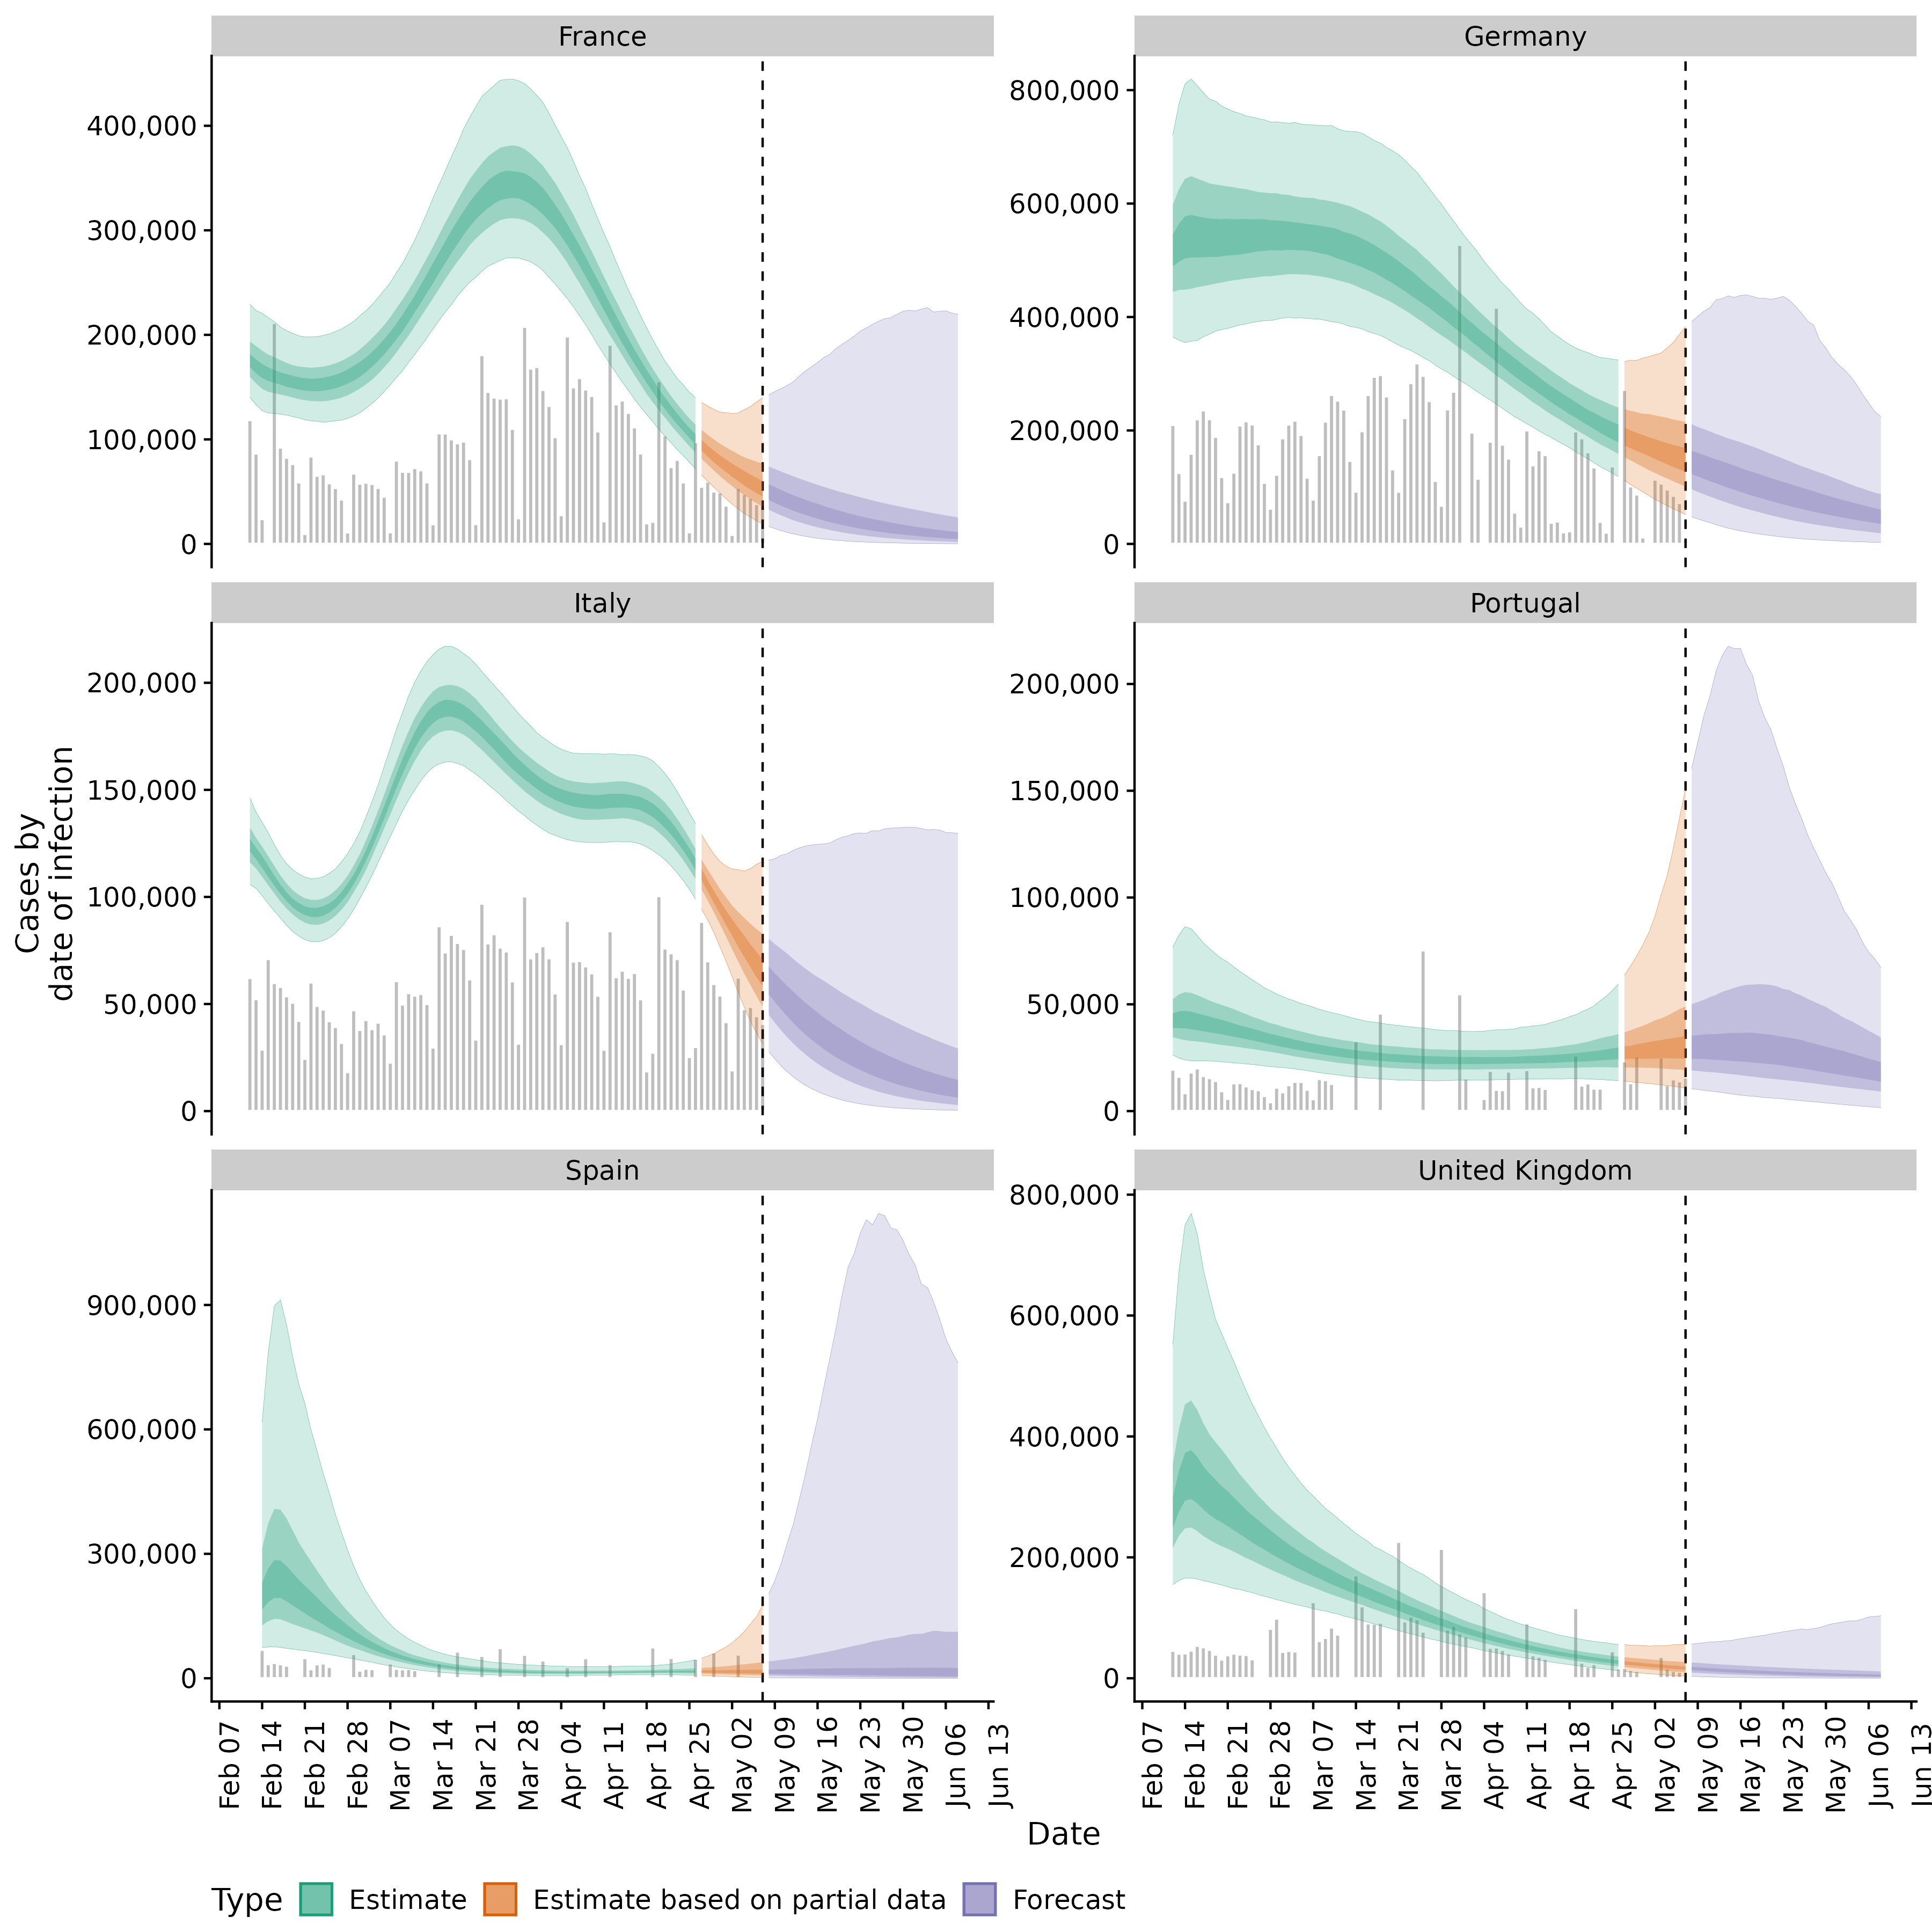 France
Germany
400,000
300,000
200,000
100,000
0
800,000
600,000
400,000
200,000
0
Italy
Portugal
200,000
150,000
100,000
50,000
0
200,000
150,000
100,000
50,000
0
Cases by
date of infection
Spain
United Kingdom
900,000
600,000
300,000
0
800,000
600,000
400,000
200,000
0
Feb 07
Feb 14
Feb 21
Feb 28
Mar 07
Mar 14
Mar 21
Mar 28
Apr 04
Apr 11
Apr 18
Apr 25
May 02
May 09
May 16
May 23
May 30
Jun 06
Jun 13
Feb 07
Feb 14
Feb 21
Feb 28
Mar 07
Mar 14
Mar 21
Mar 28
Apr 04
Apr 11
Apr 18
Apr 25
May 02
May 09
May 16
May 23
May 30
Jun 06
Jun 13
Date
Type Estimate Estimate based on partial data Forecast